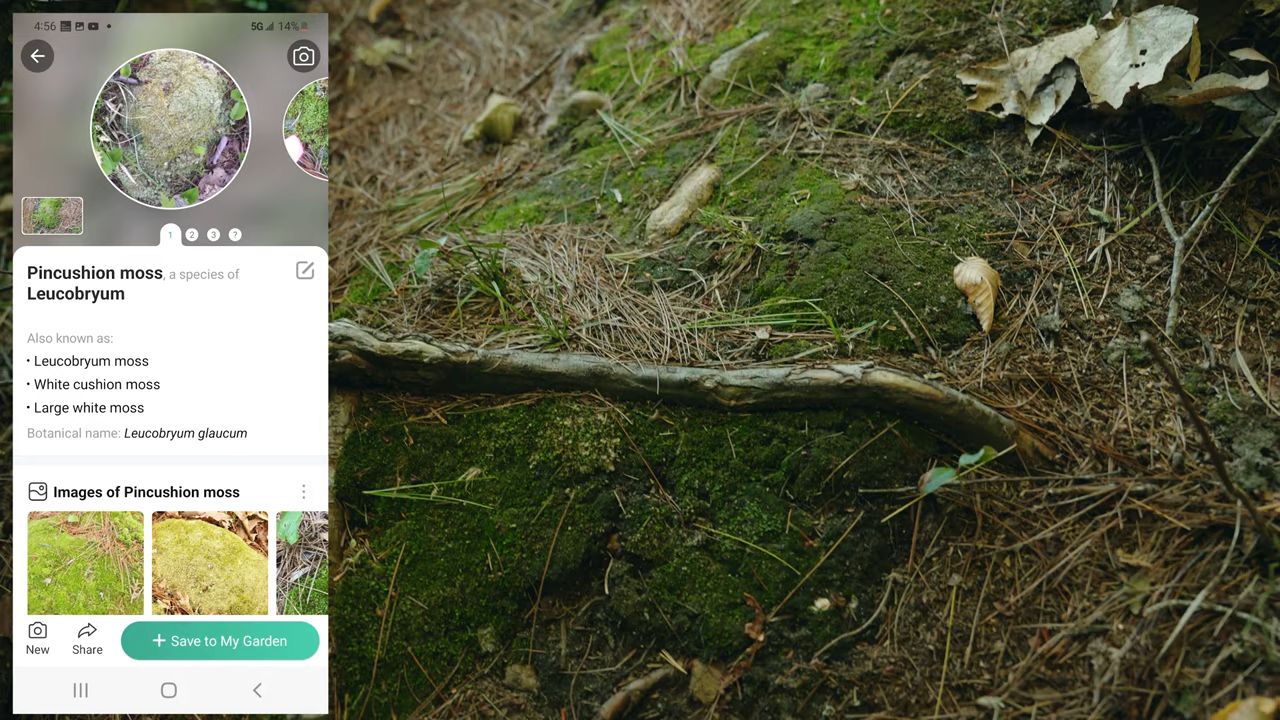 4:56 5G 14%
1 2 3 ?
Pincushion moss, a species of
Leucobryum
Also known as:
• Leucobryum moss
• White cushion moss
• Large white moss
Botanical name: Leucobryum glaucum
Images of Pincushion moss
New Share + Save to My Garden